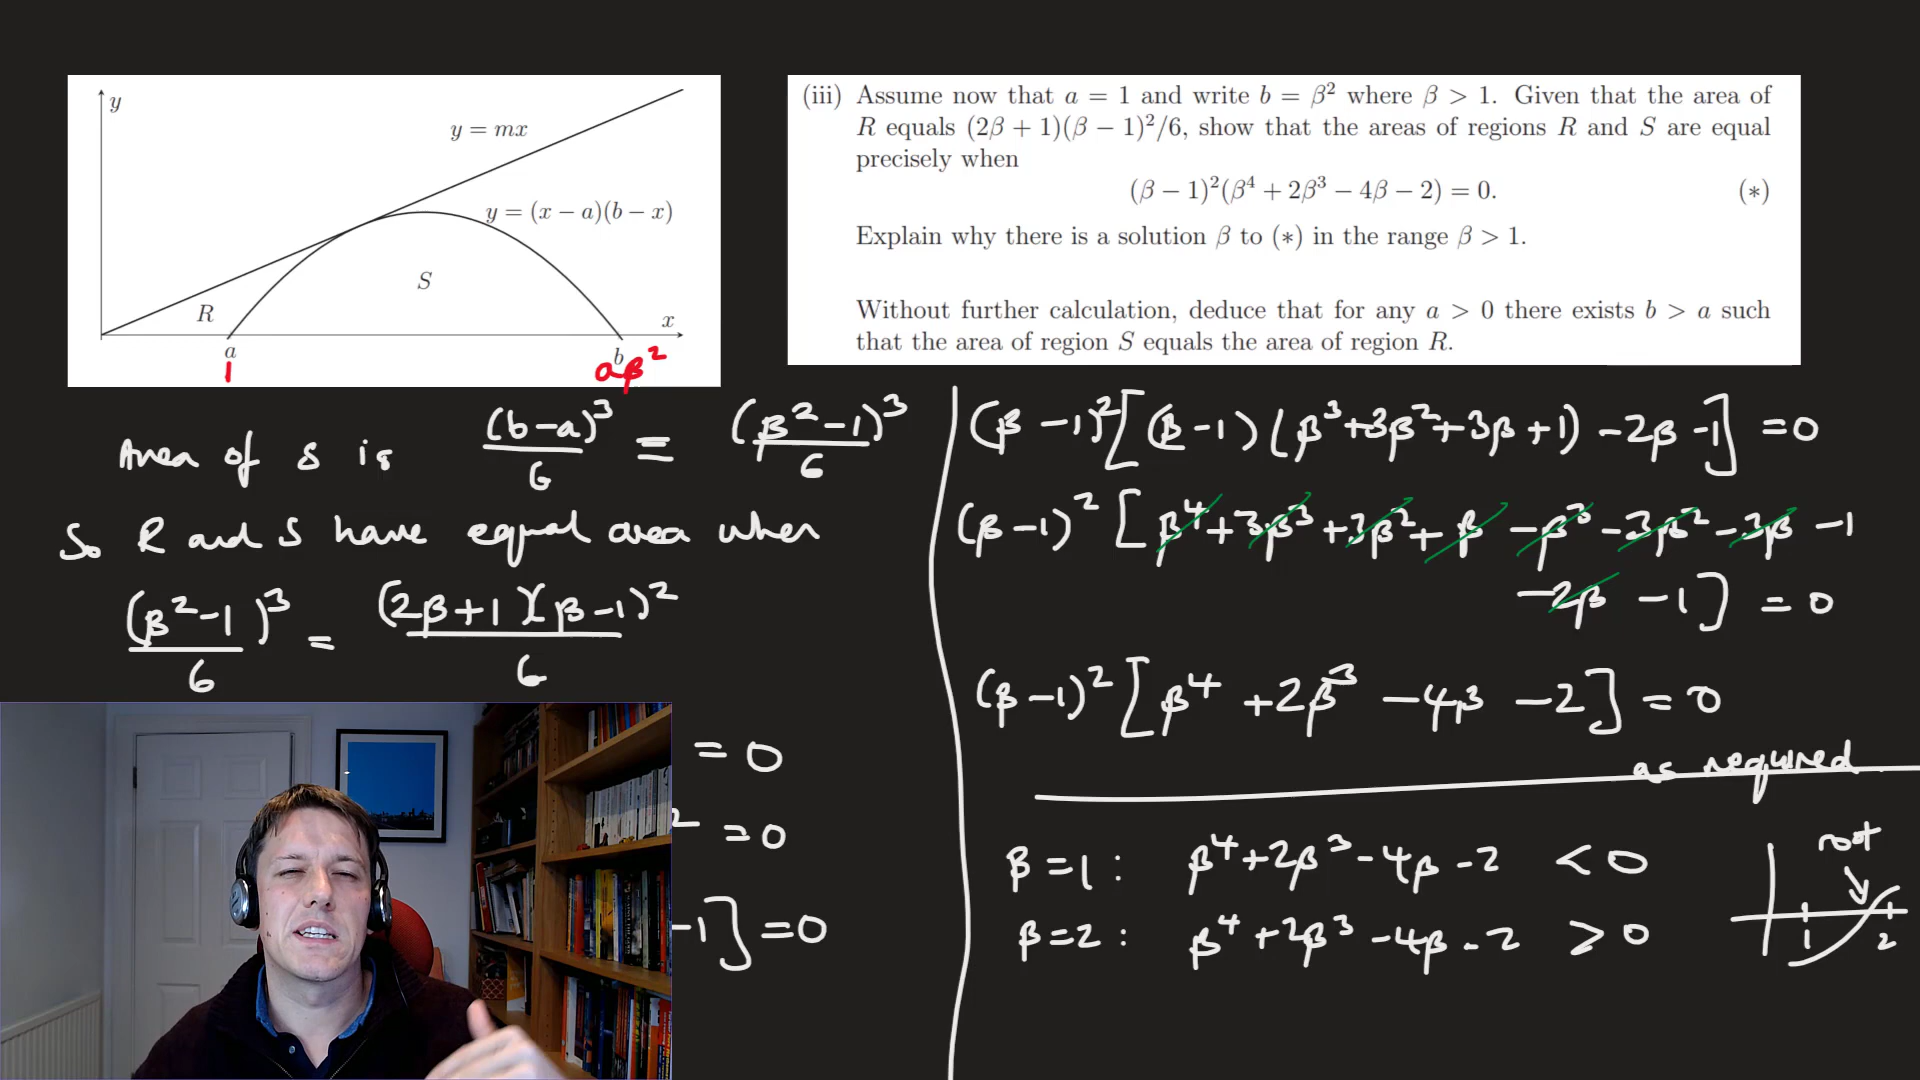 y
y = mx
y = (x − a)(b − x)
S
R
x
a
b
1
aβ²
(iii) Assume now that a = 1 and write b = β² where β > 1. Given that the area of
R equals (2β + 1)(β − 1)²/6, show that the areas of regions R and S are equal
precisely when
(β − 1)²(β⁴ + 2β³ − 4β − 2) = 0. (∗)
Explain why there is a solution β to (∗) in the range β > 1.
Without further calculation, deduce that for any a > 0 there exists b > a such
that the area of region S equals the area of region R.
Area of S is (b−a)³/6 = (β²−1)³/6
So R and S have equal area when
(β²−1)³/6 = (2β+1)(β−1)²/6
= 0
² = 0
−1] = 0
(β−1)²[(β−1)(β³+3β²+3β+1) −2β −1] = 0
(β−1)²[β⁴+3β³+3β²+β −β³ −3β² −3β −1
−2β −1] = 0
(β−1)²[β⁴ +2β³ −4β −2] = 0
as required
β=1 : β⁴+2β³−4β−2 < 0
β=2 : β⁴+2β³−4β−2 > 0
root
1
2